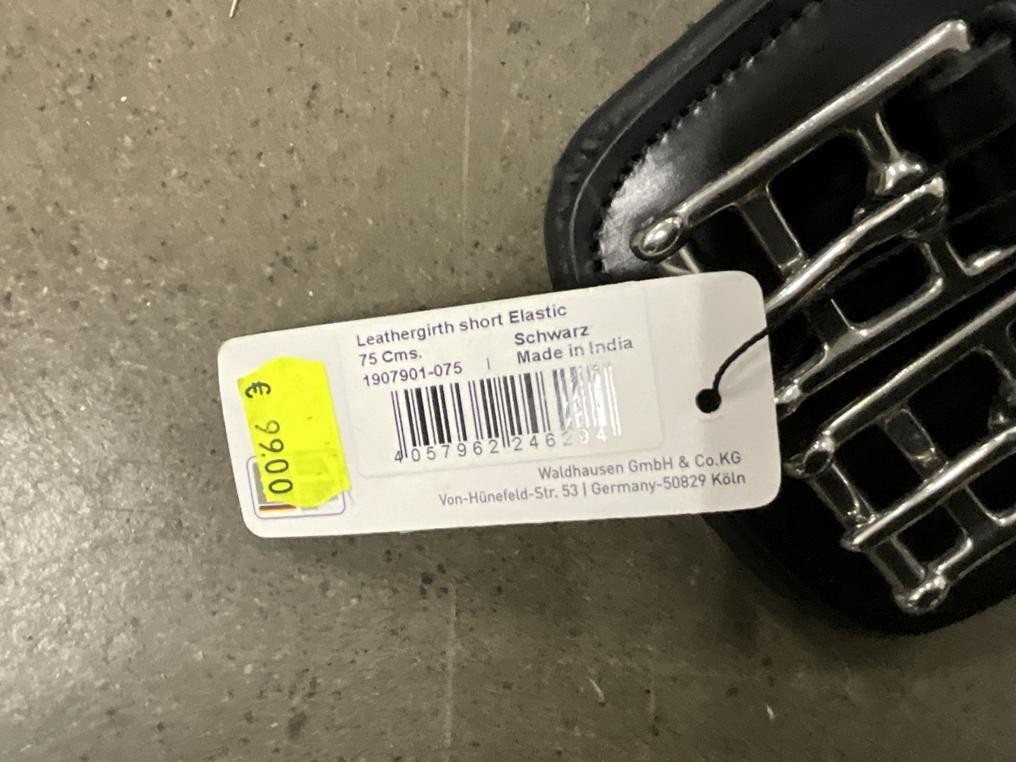 Leathergirth short Elastic
75 Cms. Schwarz
1907901-075 | Made in India
4 057962 246294
Waldhausen GmbH & Co.KG
Von-Hünefeld-Str. 53 | Germany-50829 Köln
€ 99.00